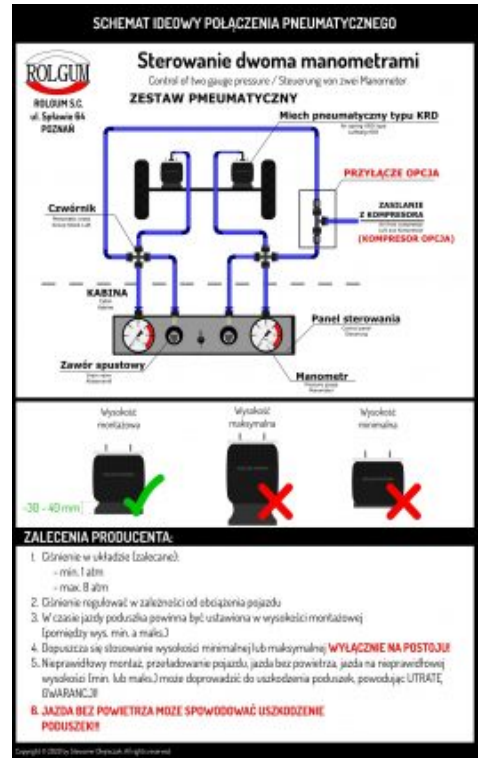 SCHEMAT IDEOWY POŁĄCZENIA PNEUMATYCZNEGO
ROLGUM
ROLGUM S.C.
ul. Spławie 64
POZNAŃ
Sterowanie dwoma manometrami
Control of two gauge pressure / Steuerung von zwei Manometer.
ZESTAW PMEUMATYCZNY
Miech pneumatyczny typu KRD
PRZYŁĄCZE OPCJA
Czwórnik
ZASILANIE
Z KOMPRESORA
(KOMPRESOR OPCJA)
KABINA
Panel sterowania
Zawór spustowy
Manometr
Wysokość
montażowa
Wysokość
maksymalna
Wysokość
minimalna
~30 - 40 mm
ZALECENIA PRODUCENTA:
1. Ciśnienie w układzie (zalecane):
- min. 1 atm
- max. 8 atm
2. Ciśnienie regulować w zależności od obciążenia pojazdu
3. W czasie jazdy poduszka powinna być ustawiona w wysokości montażowej
(pomiędzy wys. min. a maks.)
4. Dopuszcza się stosowanie wysokości minimalnej lub maksymalnej WYŁĄCZNIE NA POSTOJU!
5. Nieprawidłowy montaż, przeładowanie pojazdu, jazda bez powietrza, jazda na nieprawidłowej
wysokości (min. lub maks.) może doprowadzić do uszkodzenia poduszek, powodując UTRATĘ
GWARANCJI!
6. JAZDA BEZ POWIETRZA MOŻE SPOWODOWAĆ USZKODZENIE
PODUSZEK!!!